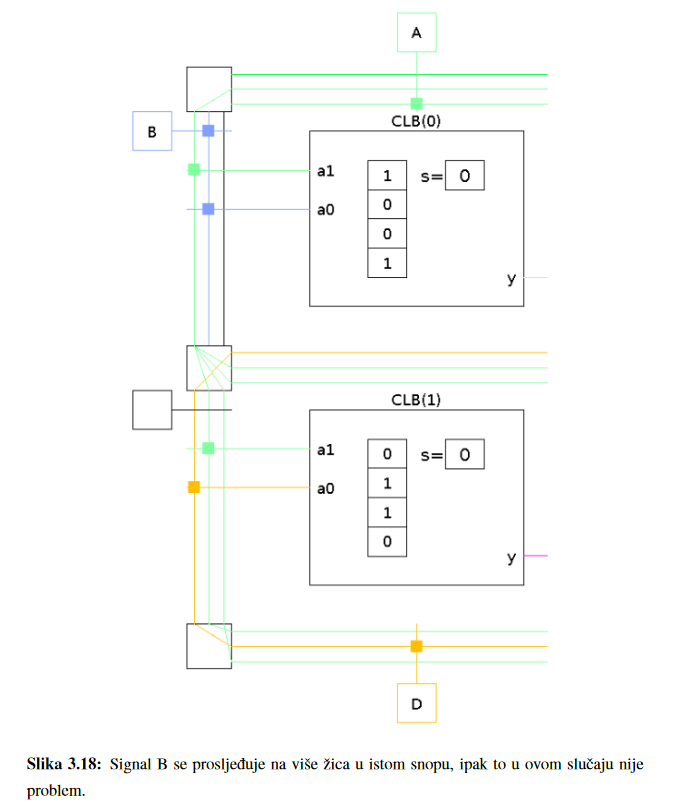 A
CLB(0)
B
a1
1
s=
0
0
a0
0
1
y
CLB(1)
a1
0
s=
0
1
a0
1
0
y
D
Slika 3.18: Signal B se prosljeđuje na više žica u istom snopu, ipak to u ovom slučaju nije
problem.